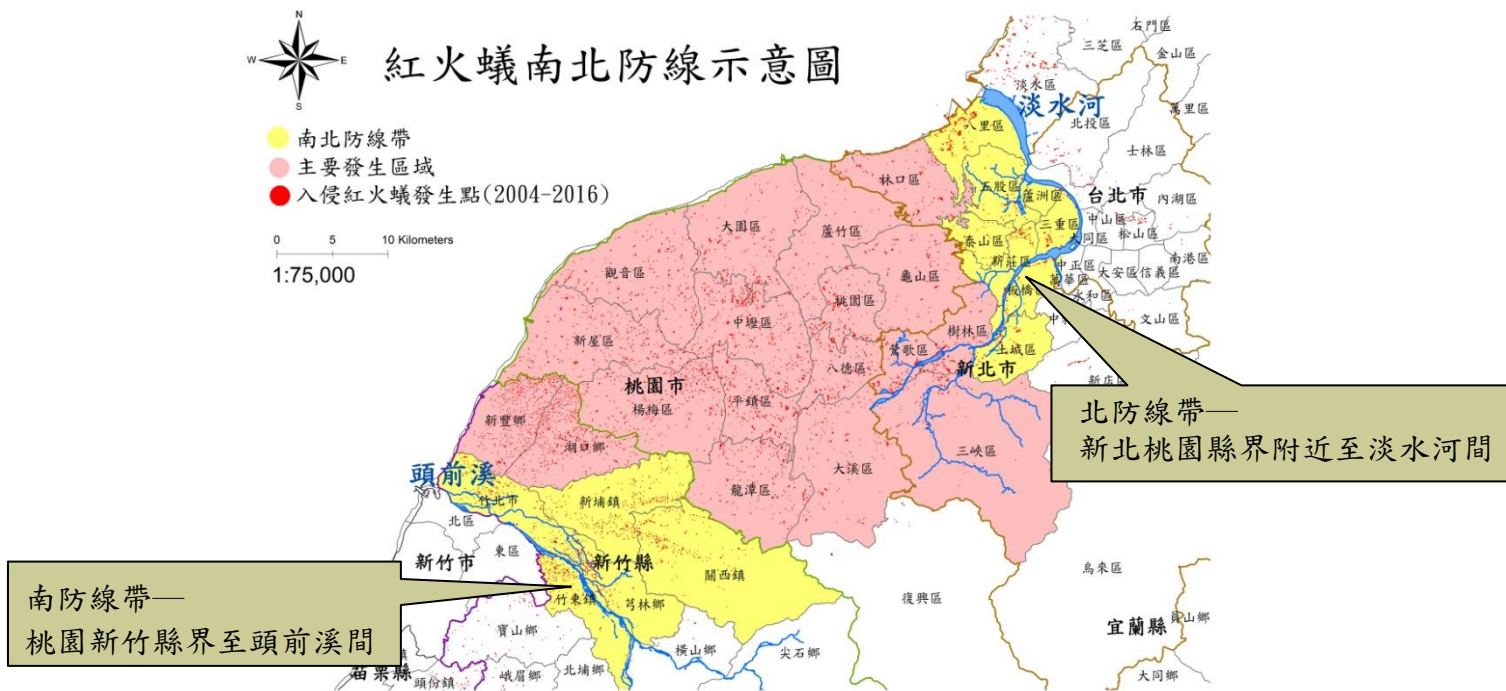 N
W
E
S
紅火蟻南北防線示意圖
南北防線帶
主要發生區域
入侵紅火蟻發生點(2004-2016)
0 5 10 Kilometers
1:75,000
石門區
三芝區
金山區
淡水區
淡水河
萬里區
八里區
北投區
士林區
林口區
五股區
蘆洲區
台北市
內湖區
大園區
蘆竹區
三重區
中山區
松山區
泰山區
大同區
南港區
觀音區
龜山區
新莊區
中正區
大安區
信義區
桃園區
萬華區
板橋
永和區
中壢區
文山區
新屋區
樹林區
鶯歌區
土城區
八德區
新北市
桃園市
平鎮區
楊梅區
新豐鄉
湖口鄉
三峽區
大溪區
龍潭區
北防線帶—
新北桃園縣界附近至淡水河間
頭前溪
竹北市
新埔鎮
北區
東區
新竹市
新竹縣
關西鎮
烏來區
復興區
竹東鎮
芎林鄉
南防線帶—
桃園新竹縣界至頭前溪間
宜蘭縣
員山鄉
寶山鄉
橫山鄉
尖石鄉
苗栗縣
頭份鎮
峨眉鄉
北埔鄉
大同鄉